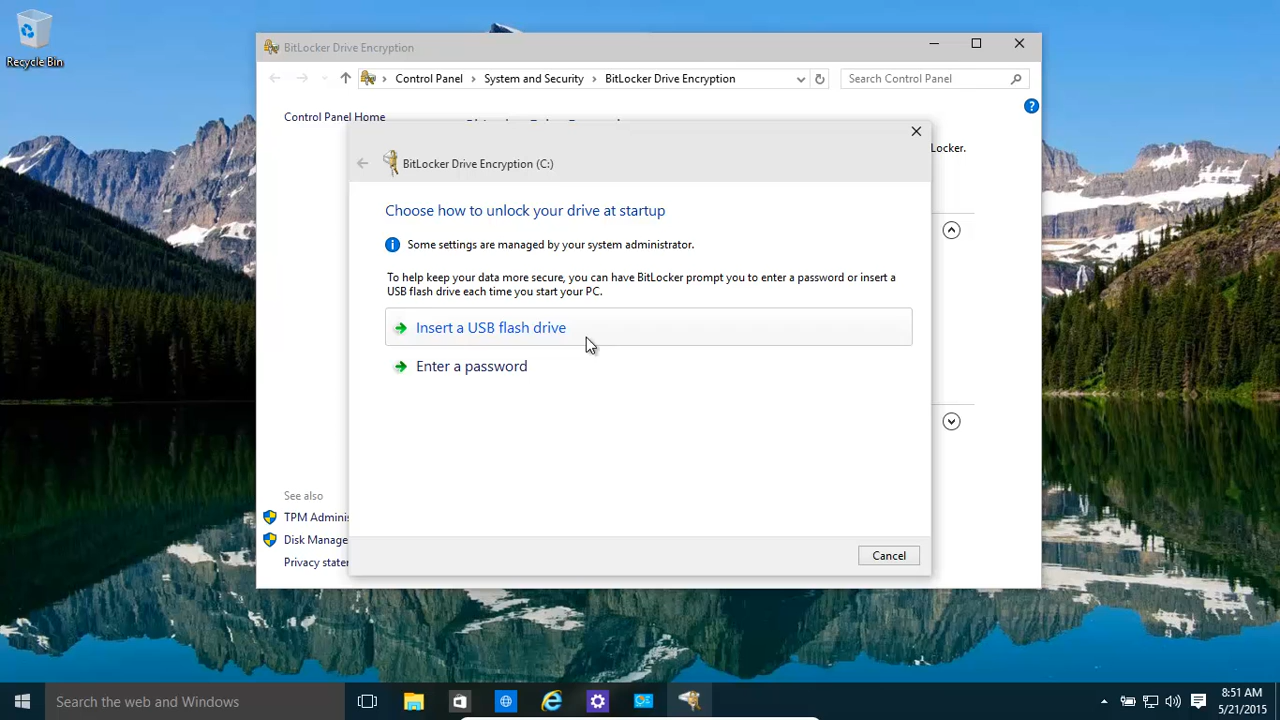 Recycle Bin
BitLocker Drive Encryption
Control Panel
System and Security
BitLocker Drive Encryption
Search Control Panel
Control Panel Home
Locker.
BitLocker Drive Encryption (C:)
Choose how to unlock your drive at startup
Some settings are managed by your system administrator.
To help keep your data more secure, you can have BitLocker prompt you to enter a password or insert a
USB flash drive each time you start your PC.
Insert a USB flash drive
Enter a password
See also
TPM Adminis
Disk Manage
Privacy state
Cancel
Search the web and Windows
8:51 AM
5/21/2015